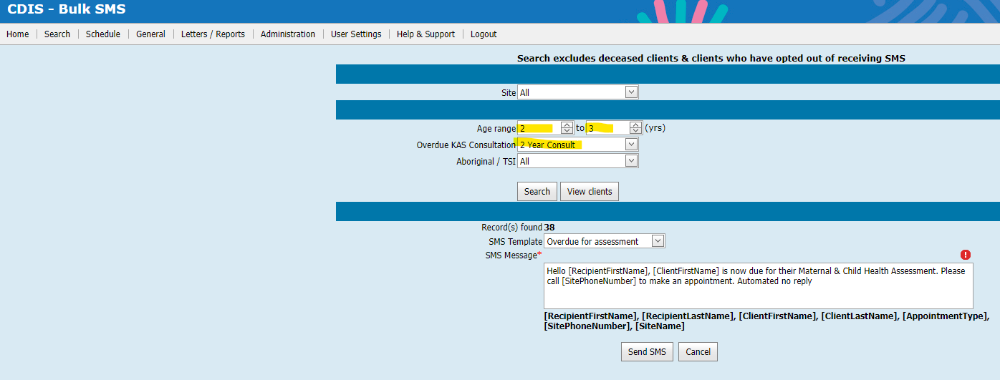 CDIS - Bulk SMS
Home Search Schedule General Letters / Reports Administration User Settings Help & Support Logout
Search excludes deceased clients & clients who have opted out of receiving SMS
Site All
Age range 2 to 3 (yrs)
Overdue KAS Consultation 2 Year Consult
Aboriginal / TSI All
Search View clients
Record(s) found 38
SMS Template Overdue for assessment
SMS Message*
Hello [RecipientFirstName], [ClientFirstName] is now due for their Maternal & Child Health Assessment. Please
call [SitePhoneNumber] to make an appointment. Automated no reply
[RecipientFirstName], [RecipientLastName], [ClientFirstName], [ClientLastName], [AppointmentType],
[SitePhoneNumber], [SiteName]
Send SMS Cancel